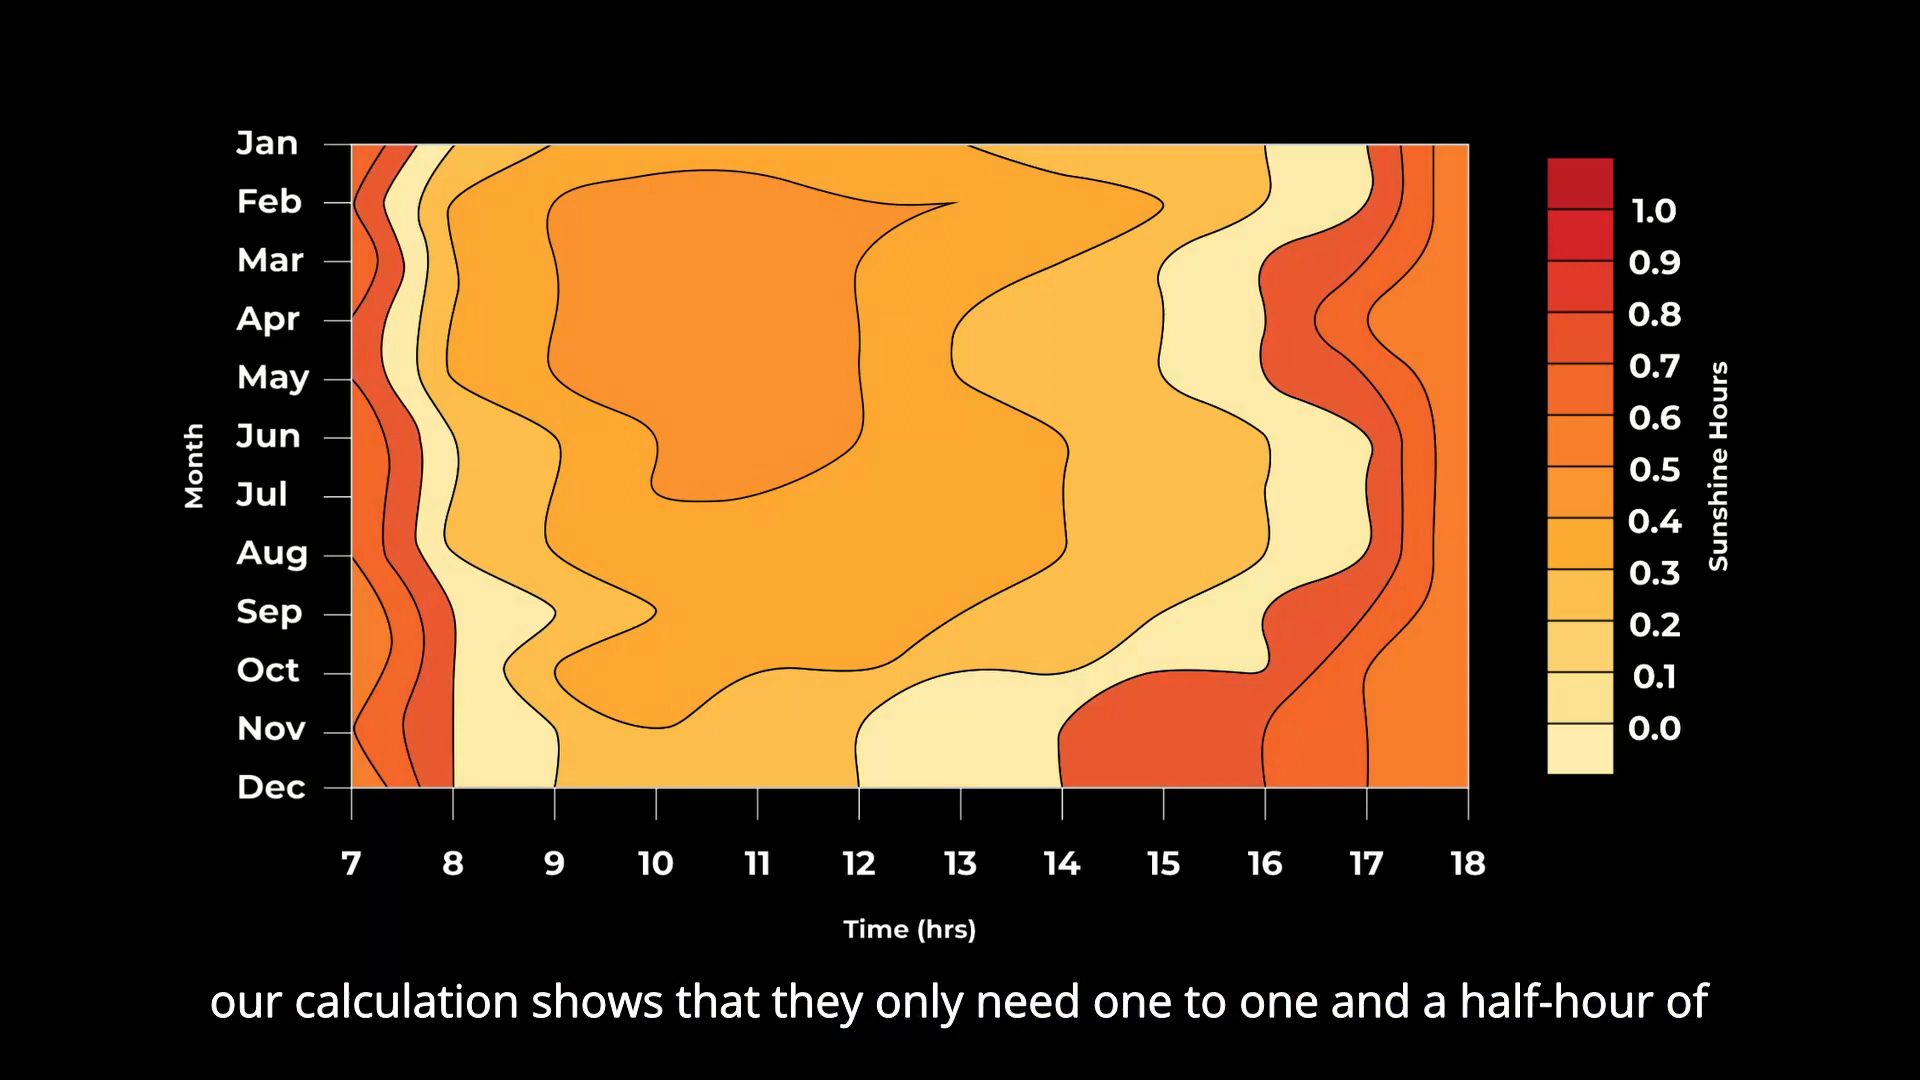 Jan
Feb
Mar
Apr
May
Jun
Jul
Aug
Sep
Oct
Nov
Dec
Month
7 8 9 10 11 12 13 14 15 16 17 18
Time (hrs)
1.0
0.9
0.8
0.7
0.6
0.5
0.4
0.3
0.2
0.1
0.0
Sunshine Hours
our calculation shows that they only need one to one and a half-hour of